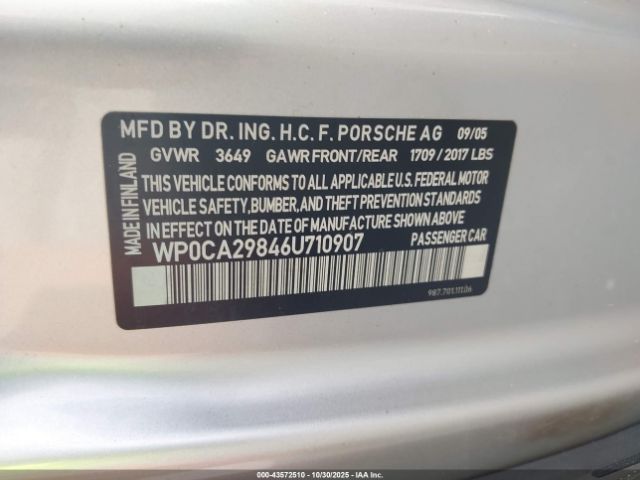 MFD BY DR. ING. H.C. F. PORSCHE AG 09/05
GVWR 3649 GAWR FRONT/REAR 1709 / 2017 LBS
THIS VEHICLE CONFORMS TO ALL APPLICABLE U.S. FEDERAL MOTOR
VEHICLE SAFETY, BUMBER, AND THEFT PREVENTION STANDARDS
IN EFFECT ON THE DATE OF MANUFACTURE SHOWN ABOVE
WP0CA29846U710907 PASSENGER CAR
987.701.111.06
MADE IN FINLAND
000-43572510 | 10/30/2025 | IAAI.COM